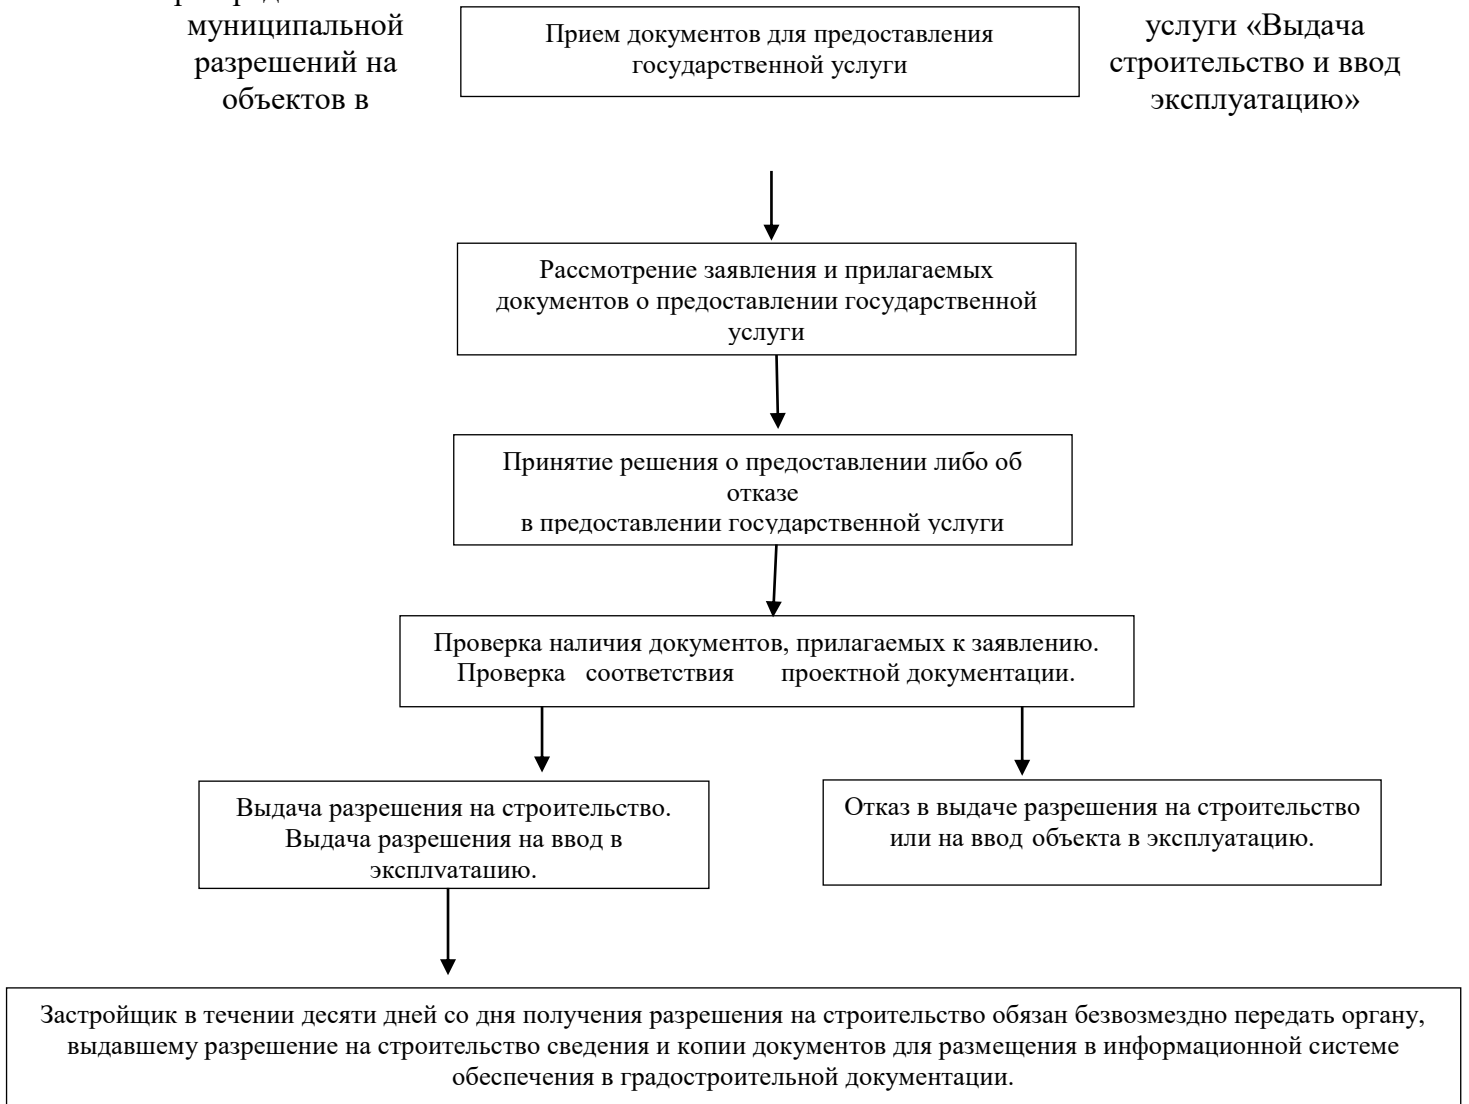 муниципальной
разрешений на
объектов в
Прием документов для предоставления
государственной услуги
услуги «Выдача
строительство и ввод
эксплуатацию»
Рассмотрение заявления и прилагаемых
документов о предоставлении государственной
услуги
Принятие решения о предоставлении либо об
отказе
в предоставлении государственной услуги
Проверка наличия документов, прилагаемых к заявлению.
Проверка соответствия проектной документации.
Выдача разрешения на строительство.
Выдача разрешения на ввод в
эксплуатацию.
Отказ в выдаче разрешения на строительство
или на ввод объекта в эксплуатацию.
Застройщик в течении десяти дней со дня получения разрешения на строительство обязан безвозмездно передать органу,
выдавшему разрешение на строительство сведения и копии документов для размещения в информационной системе
обеспечения в градостроительной документации.